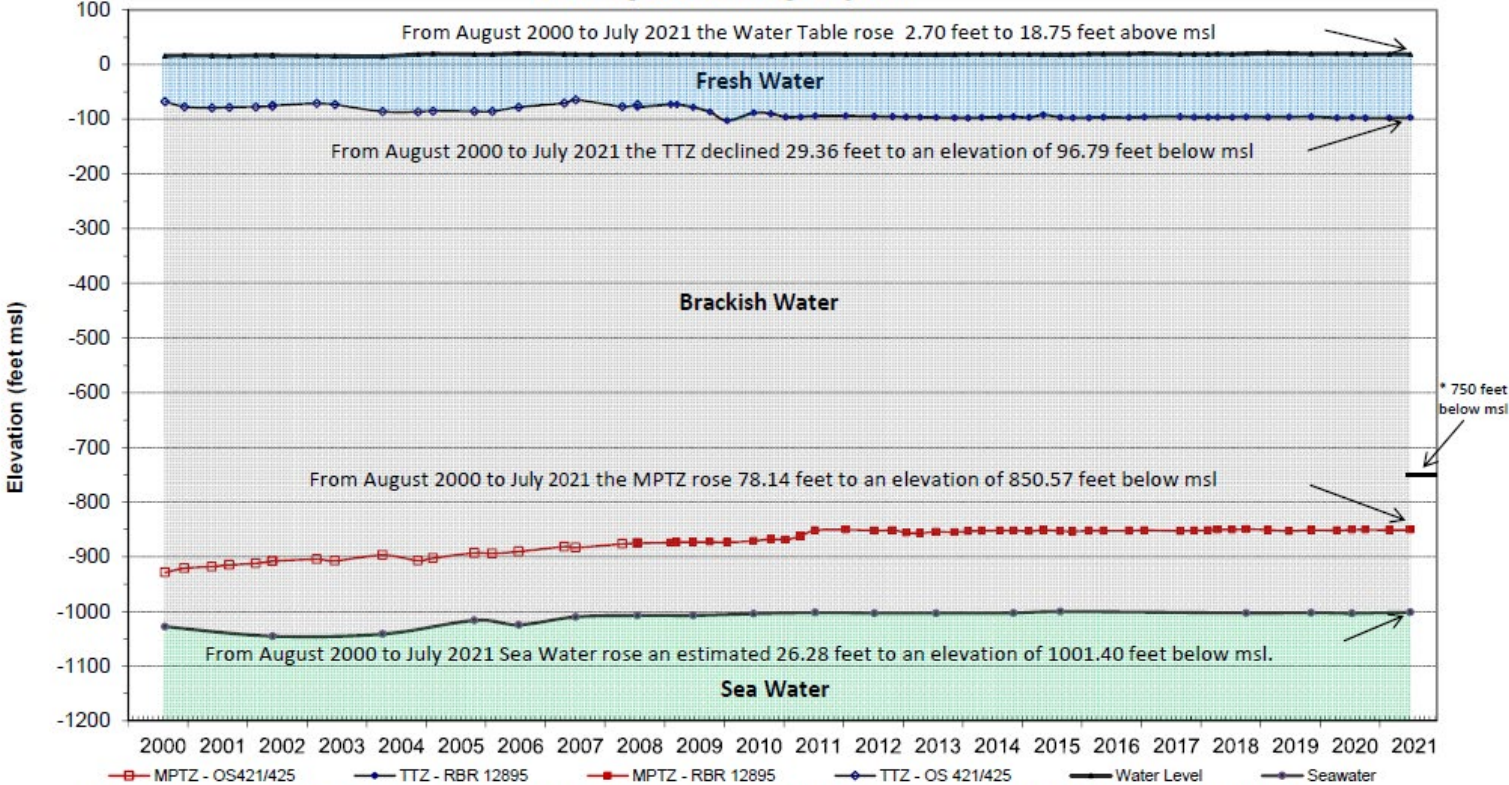 100
0
-100
-200
-300
-400
-500
-600
-700
-800
-900
-1000
-1100
-1200
Elevation (feet msl)
From August 2000 to July 2021 the Water Table rose 2.70 feet to 18.75 feet above msl
Fresh Water
From August 2000 to July 2021 the TTZ declined 29.36 feet to an elevation of 96.79 feet below msl
Brackish Water
* 750 feet
below msl
From August 2000 to July 2021 the MPTZ rose 78.14 feet to an elevation of 850.57 feet below msl
From August 2000 to July 2021 Sea Water rose an estimated 26.28 feet to an elevation of 1001.40 feet below msl.
Sea Water
2000 2001 2002 2003 2004 2005 2006 2007 2008 2009 2010 2011 2012 2013 2014 2015 2016 2017 2018 2019 2020 2021
MPTZ - OS421/425 TTZ - RBR 12895 MPTZ - RBR 12895 TTZ - OS 421/425 Water Level Seawater